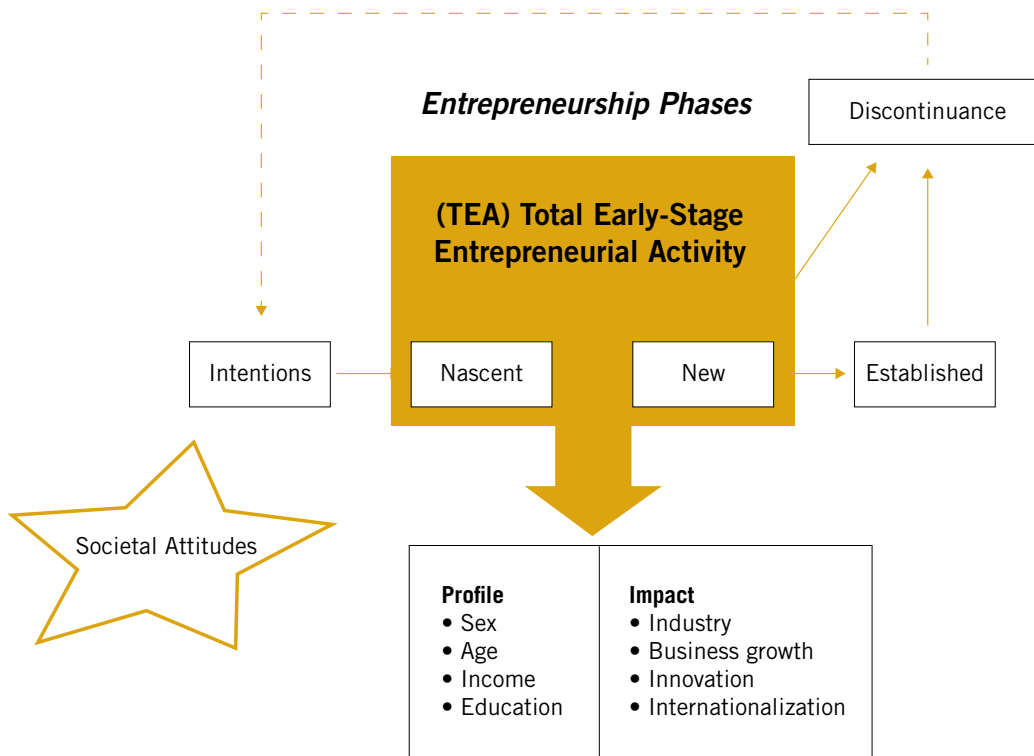 Entrepreneurship Phases
Discontinuance
(TEA) Total Early-Stage
Entrepreneurial Activity
Intentions
Nascent
New
Established
Societal Attitudes
Profile
• Sex
• Age
• Income
• Education
Impact
• Industry
• Business growth
• Innovation
• Internationalization